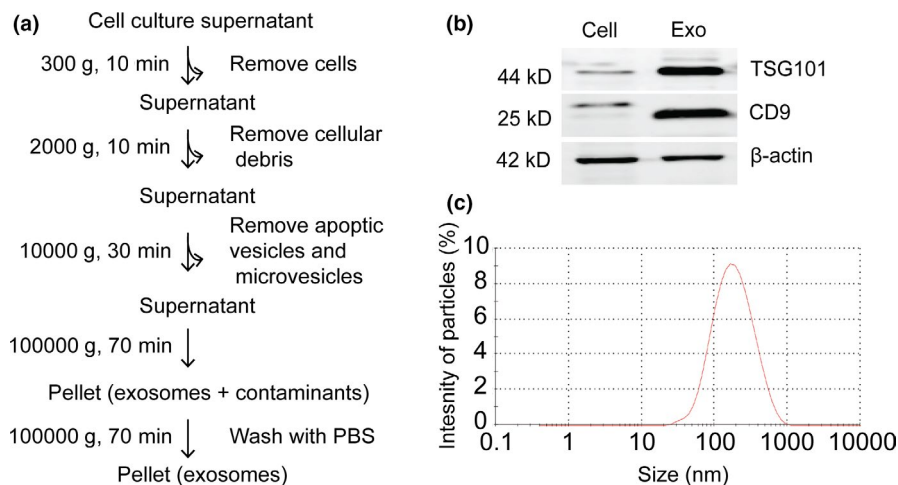 (a)
Cell culture supernatant
300 g, 10 min
Remove cells
Supernatant
2000 g, 10 min
Remove cellular
debris
Supernatant
10000 g, 30 min
Remove apoptic
vesicles and
microvesicles
Supernatant
100000 g, 70 min
Pellet (exosomes + contaminants)
100000 g, 70 min
Wash with PBS
Pellet (exosomes)
(b)
Cell Exo
44 kD TSG101
25 kD CD9
42 kD β-actin
(c)
Intesnity of particles (%)
10
8
6
4
2
0
0.1 1 10 100 1000 10000
Size (nm)